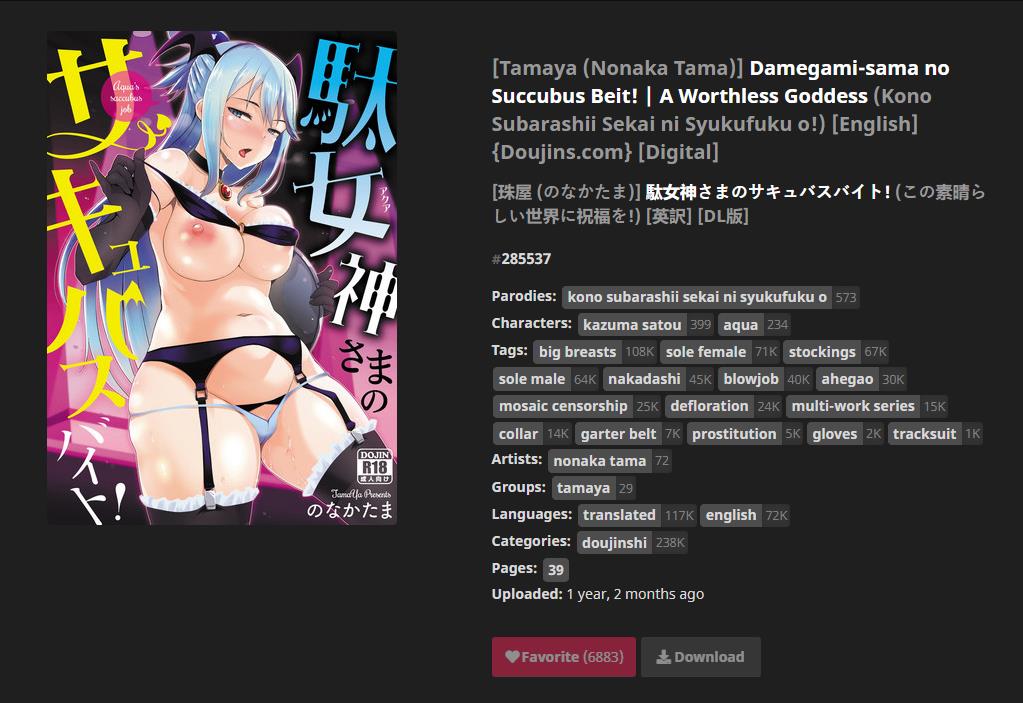 サキュバスバイト!
Aqua's
succubus
job
駄女神さまの
アクア
DOJIN
R18
成人向け
TamaYa Presents
のなかたま
[Tamaya (Nonaka Tama)] Damegami-sama no
Succubus Beit! | A Worthless Goddess (Kono
Subarashii Sekai ni Syukufuku o!) [English]
{Doujins.com} [Digital]
[珠屋 (のなかたま)] 駄女神さまのサキュバスバイト! (この素晴ら
しい世界に祝福を!) [英訳] [DL版]
#285537
Parodies: kono subarashii sekai ni syukufuku o 573
Characters: kazuma satou 399 aqua 234
Tags: big breasts 108K sole female 71K stockings 67K
sole male 64K nakadashi 45K blowjob 40K ahegao 30K
mosaic censorship 25K defloration 24K multi-work series 15K
collar 14K garter belt 7K prostitution 5K gloves 2K tracksuit 1K
Artists: nonaka tama 72
Groups: tamaya 29
Languages: translated 117K english 72K
Categories: doujinshi 238K
Pages: 39
Uploaded: 1 year, 2 months ago
Favorite (6883) Download